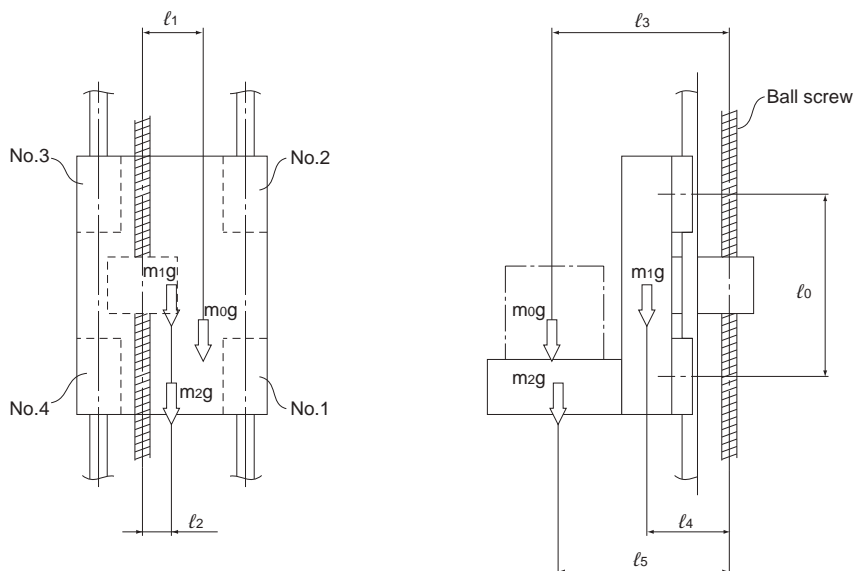 ℓ1
ℓ3
Ball screw
No.3
No.2
m1g
m0g
m2g
No.4
No.1
ℓ2
m1g
m0g
m2g
ℓ0
ℓ4
ℓ5